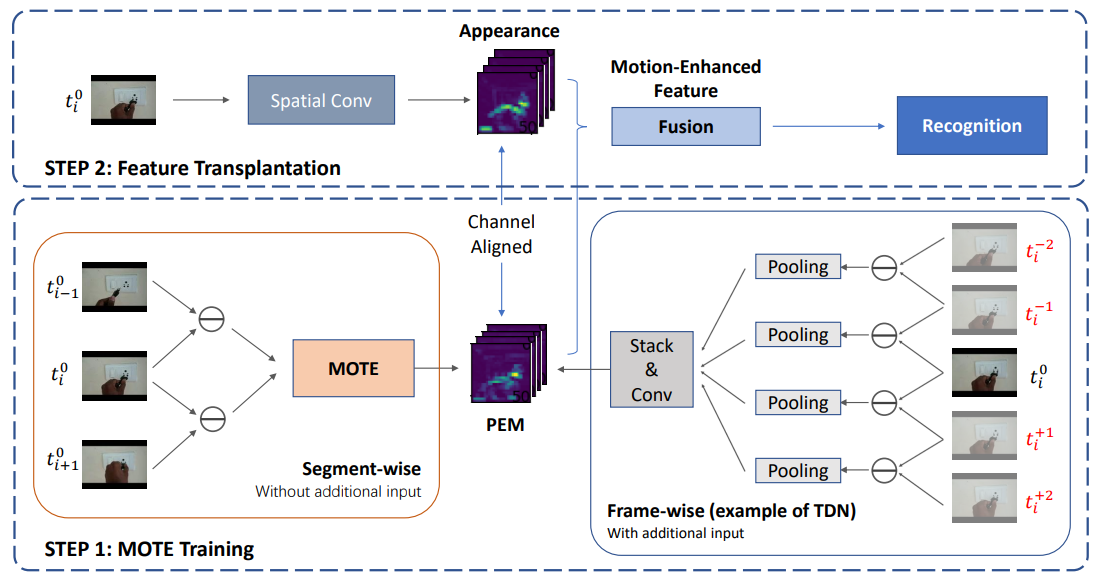 Appearance
t_i^0
Spatial Conv
50
Motion-Enhanced
Feature
Fusion
Recognition
STEP 2: Feature Transplantation
Channel
Aligned
t_{i-1}^0
t_i^0
t_{i+1}^0
MOTE
Segment-wise
Without additional input
50
PEM
Stack
&
Conv
Pooling
Pooling
Pooling
Pooling
t_i^{-2}
t_i^{-1}
t_i^0
t_i^{+1}
t_i^{+2}
Frame-wise (example of TDN)
With additional input
STEP 1: MOTE Training